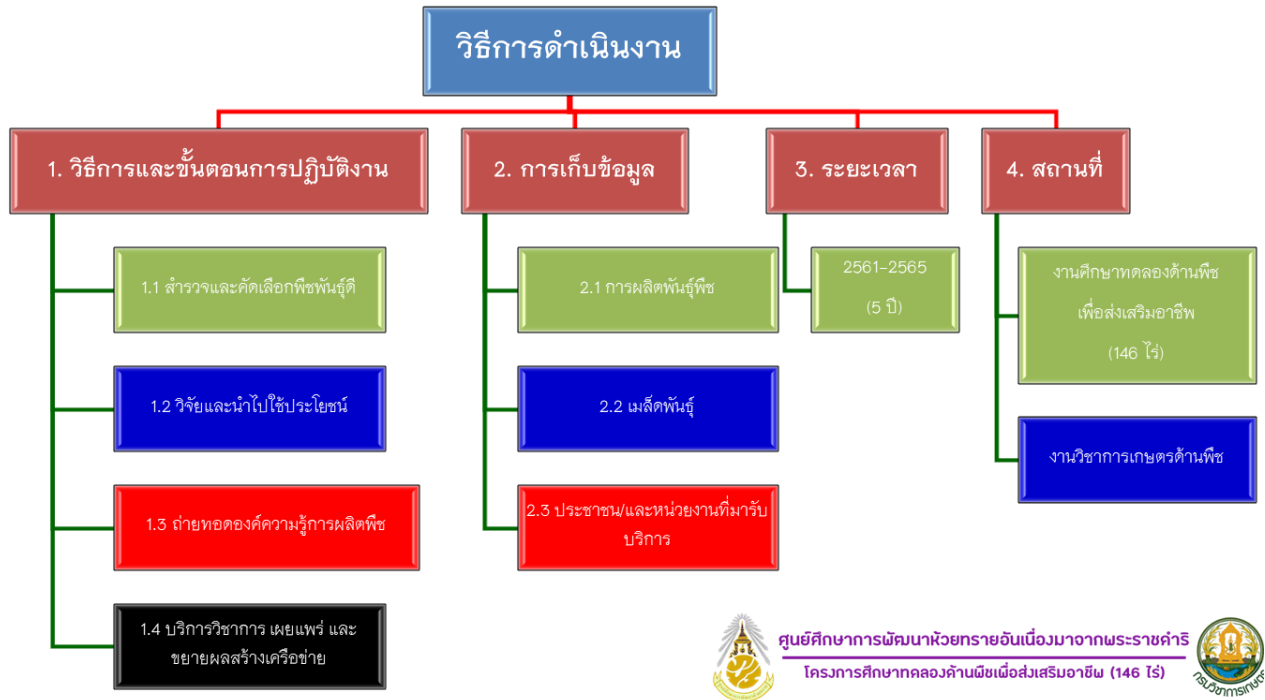 วิธีการดำเนินงาน
1. วิธีการและขั้นตอนการปฏิบัติงาน
2. การเก็บข้อมูล
3. ระยะเวลา
4. สถานที่
1.1 สำรวจและคัดเลือกพืชพันธุ์ดี
1.2 วิจัยและนำไปใช้ประโยชน์
1.3 ถ่ายทอดองค์ความรู้การผลิตพืช
1.4 บริการวิชาการ เผยแพร่ และ
ขยายผลสร้างเครือข่าย
2.1 การผลิตพันธุ์พืช
2.2 เมล็ดพันธุ์
2.3 ประชาชน/และหน่วยงานที่มารับ
บริการ
2561-2565
(5 ปี)
งานศึกษาทดลองด้านพืช
เพื่อส่งเสริมอาชีพ
(146 ไร่)
งานวิชาการเกษตรด้านพืช
ศูนย์ศึกษาการพัฒนาห้วยทรายอันเนื่องมาจากพระราชดำริ
โครงการศึกษาทดลองด้านพืชเพื่อส่งเสริมอาชีพ (146 ไร่)
กรมวิชาการเกษตร